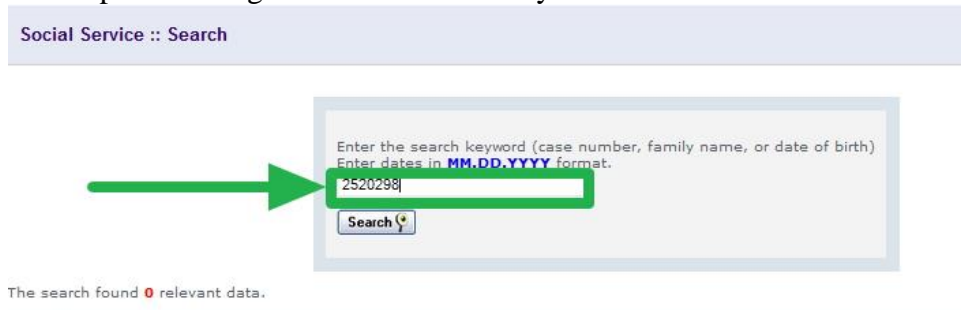 Social Service :: Search
Enter the search keyword (case number, family name, or date of birth)
Enter dates in MM.DD.YYYY format.
2520298
Search
The search found 0 relevant data.